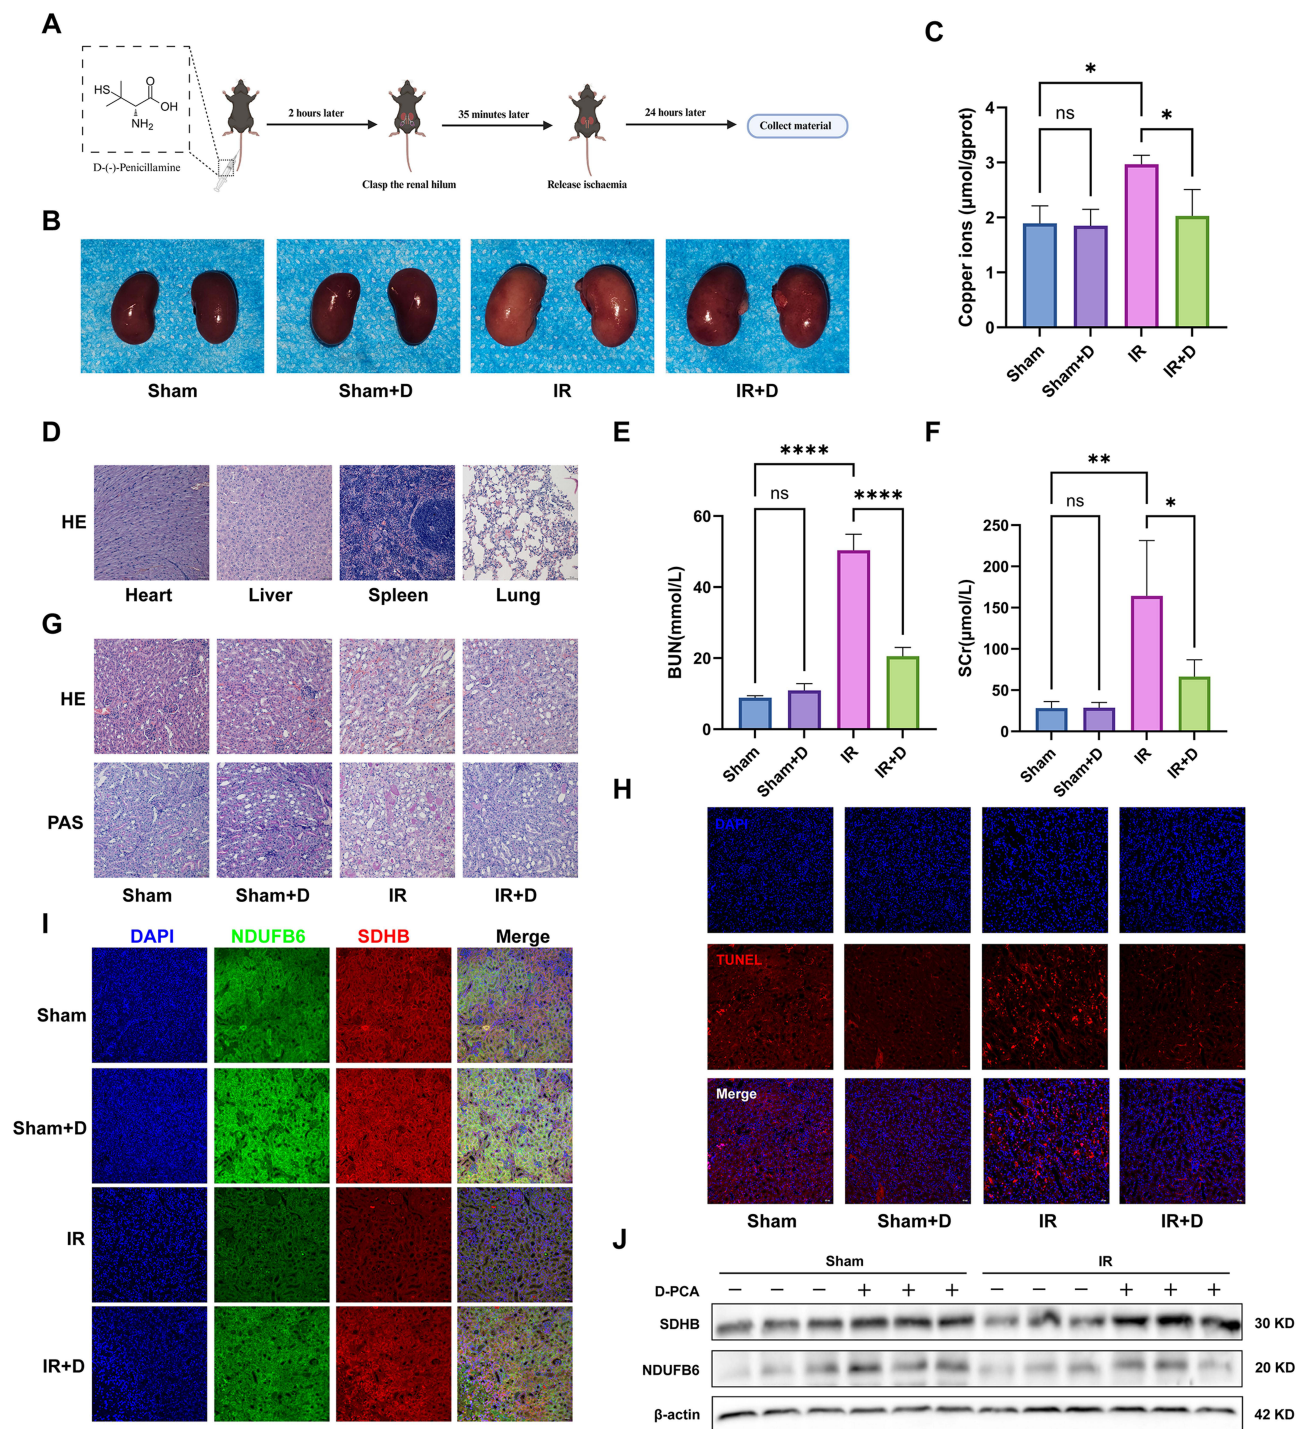 A
HS
O
OH
NH2
D-(-)-Penicillamine
2 hours later
35 minutes later
24 hours later
Clasp the renal hilum
Release ischaemia
Collect material
B
Sham
Sham+D
IR
IR+D
C
*
ns
*
Copper ions (μmol/gprot)
4
3
2
1
0
Sham
Sham+D
IR
IR+D
D
HE
Heart
Liver
Spleen
Lung
E
****
ns
****
BUN(mmol/L)
60
40
20
0
Sham
Sham+D
IR
IR+D
F
**
ns
*
SCr(μmol/L)
250
200
150
100
50
0
Sham
Sham+D
IR
IR+D
G
HE
PAS
Sham
Sham+D
IR
IR+D
H
DAPI
TUNEL
Merge
Sham
Sham+D
IR
IR+D
I
DAPI NDUFB6 SDHB Merge
Sham
Sham+D
IR
IR+D
J
Sham IR
D-PCA − − − + + + − − − + + +
SDHB 30 KD
NDUFB6 20 KD
β-actin 42 KD